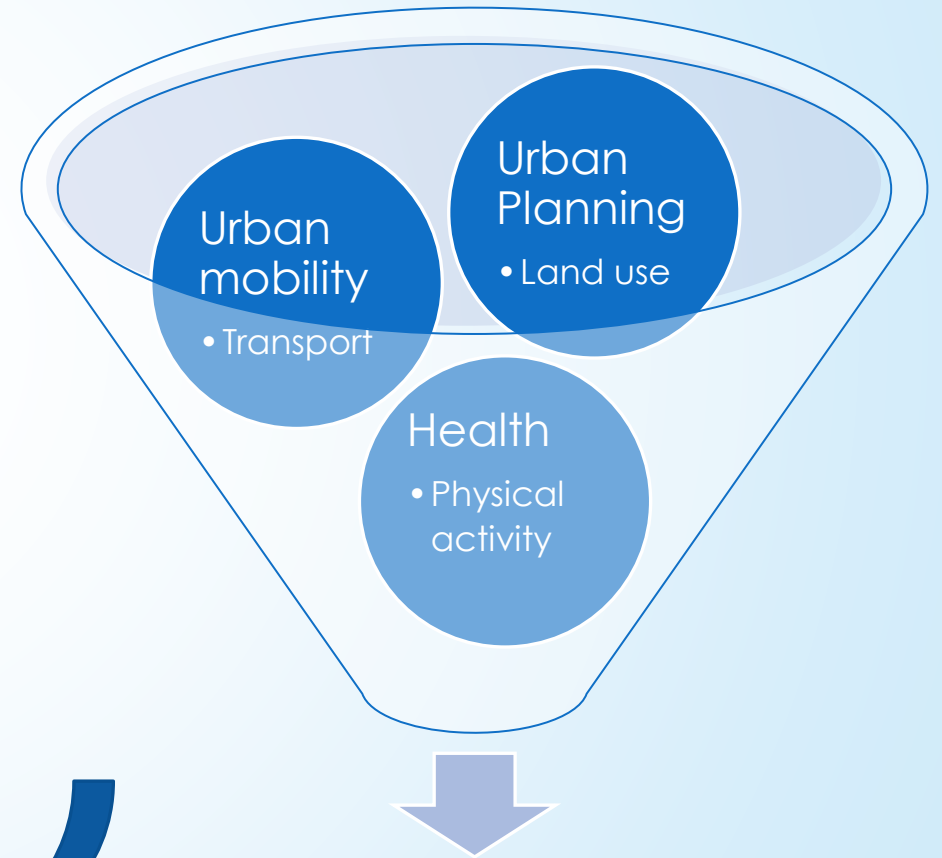 Urban
Planning
• Land use
Urban
mobility
• Transport
Health
• Physical
activity